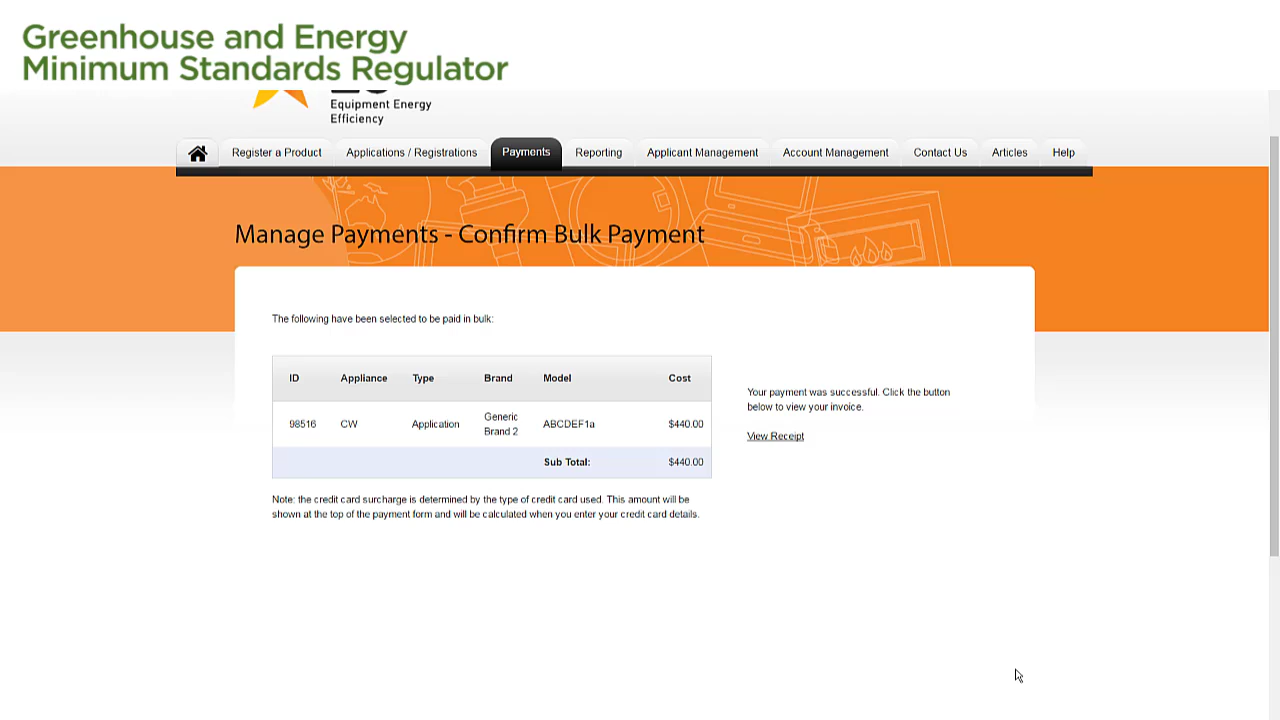 Greenhouse and Energy
Minimum Standards Regulator
Equipment Energy
Efficiency
Register a Product Applications / Registrations Payments Reporting Applicant Management Account Management Contact Us Articles Help
Manage Payments - Confirm Bulk Payment
The following have been selected to be paid in bulk:
ID Appliance Type Brand Model Cost
98516 CW Application Generic Brand 2 ABCDEF1a $440.00
Sub Total: $440.00
Note: the credit card surcharge is determined by the type of credit card used. This amount will be
shown at the top of the payment form and will be calculated when you enter your credit card details.
Your payment was successful. Click the button
below to view your invoice.
View Receipt